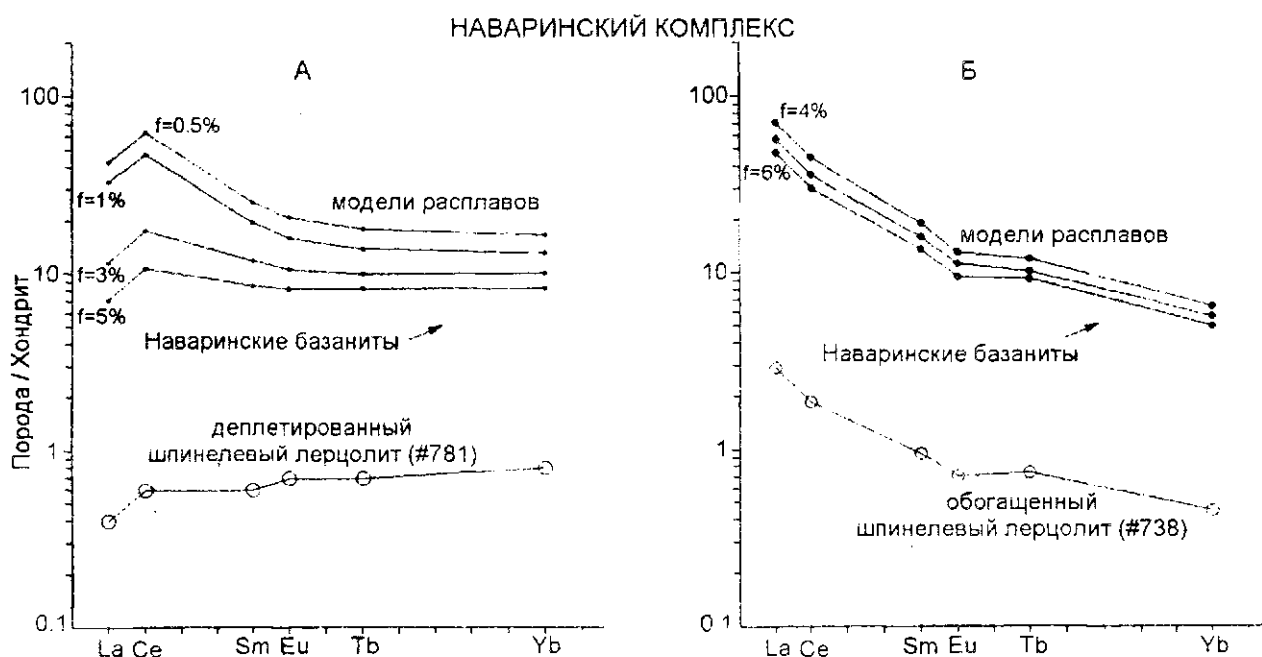 НАВАРИНСКИЙ КОМПЛЕКС
А
Порода / Хондрит
100
10
1
0.1
f=0.5%
f=1%
f=3%
f=5%
модели расплавов
Наваринские базаниты
деплетированный
шпинелевый лерцолит (#781)
La Ce Sm Eu Tb Yb
Б
100
10
1
0.1
f=4%
f=6%
модели расплавов
Наваринские базаниты
обогащенный
шпинелевый лерцолит (#738)
La Ce Sm Eu Tb Yb